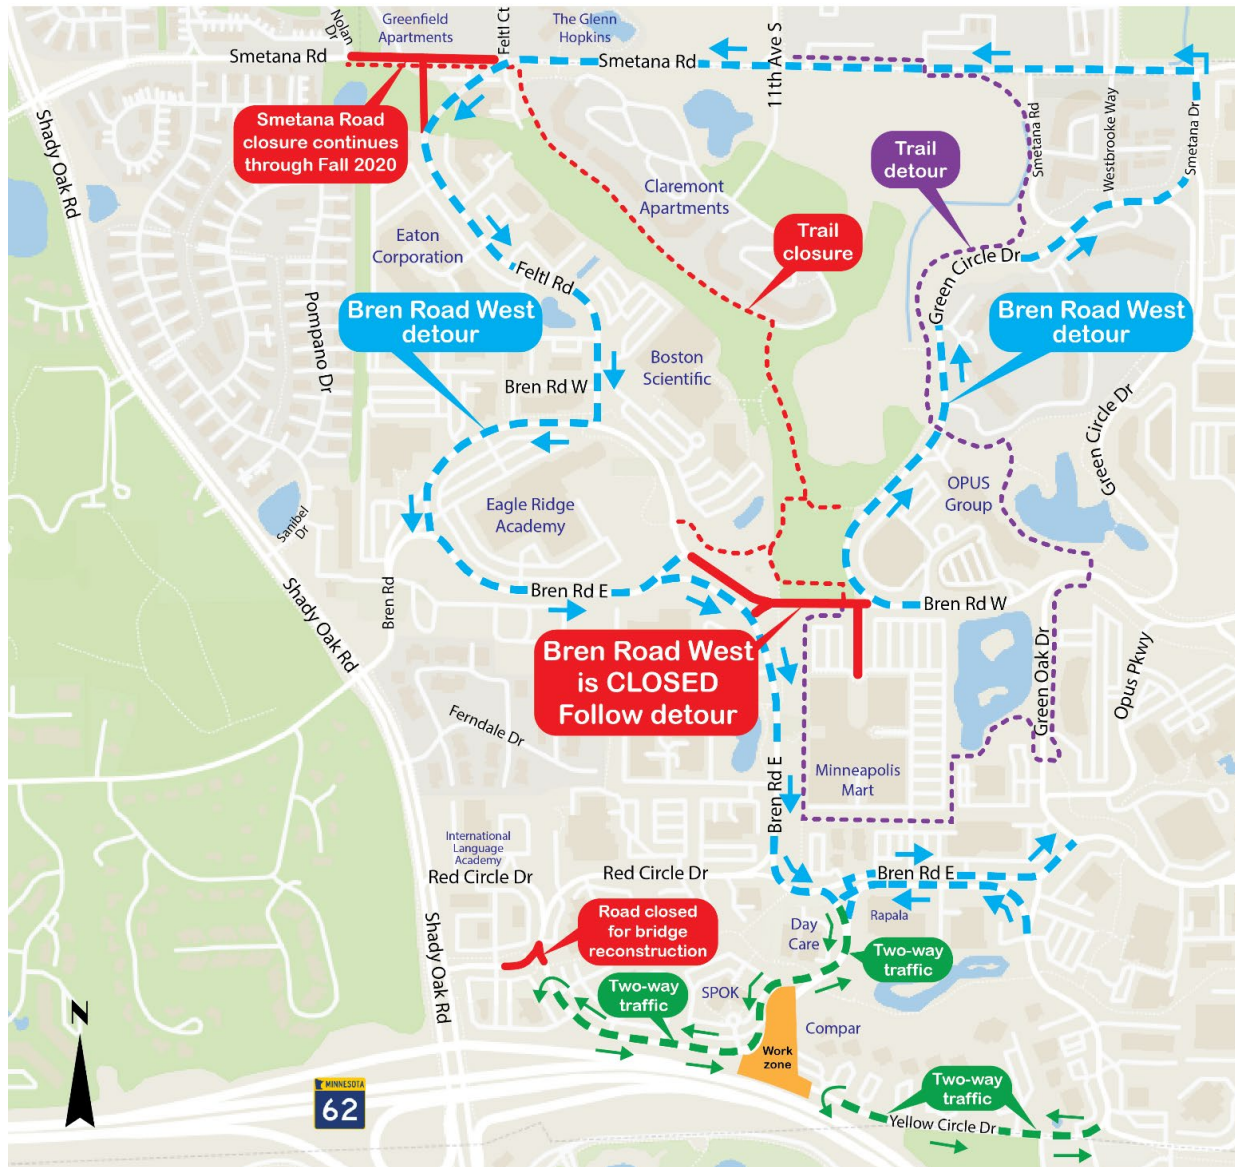 Nolan
Dr
Greenfield
Apartments
Feltl Ct
The Glenn
Hopkins
11th Ave S
Smetana Rd
Smetana Rd
Smetana Road
closure continues
through Fall 2020
Shady Oak Rd
Trail
detour
Smetana Rd
Westbrooke Way
Smetana Dr
Claremont
Apartments
Trail
closure
Eaton
Corporation
Feltl Rd
Green Circle Dr
Pompano Dr
Bren Road West
detour
Bren Road West
detour
Boston
Scientific
Bren Rd W
Green Circle Dr
Sanibel
Dr
Eagle Ridge
Academy
OPUS
Group
Shady Oak Rd
Bren Rd
Bren Rd E
Bren Rd W
Bren Road West
is CLOSED
Follow detour
Green Oak Dr
Opus Pkwy
Ferndale Dr
Bren Rd E
Minneapolis
Mart
International
Language
Academy
Red Circle Dr
Red Circle Dr
Bren Rd E
Shady Oak Rd
Road closed
for bridge
reconstruction
Day
Care
Rapala
Two-way
traffic
Two-way
traffic
SPOK
N
Compar
Work
zone
MINNESOTA
62
Two-way
traffic
Yellow Circle Dr